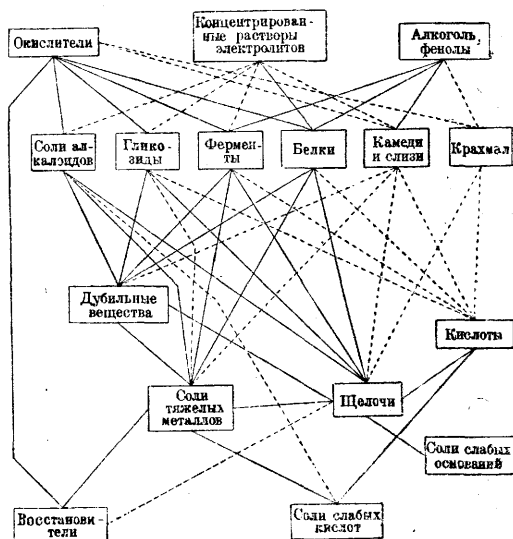 Окислители
Концентрирован-
ные растворы
электролитов
Алкоголь,
фенолы
Соли ал-
калоидов
Глико-
зиды
Фермен-
ты
Белки
Камеди
и слизи
Крахмал
Дубильные
вещества
Кислоты
Соли
тяжелых
металлов
Щелочи
Соли слабых
оснований
Восстанови-
тели
Соли слабых
кислот